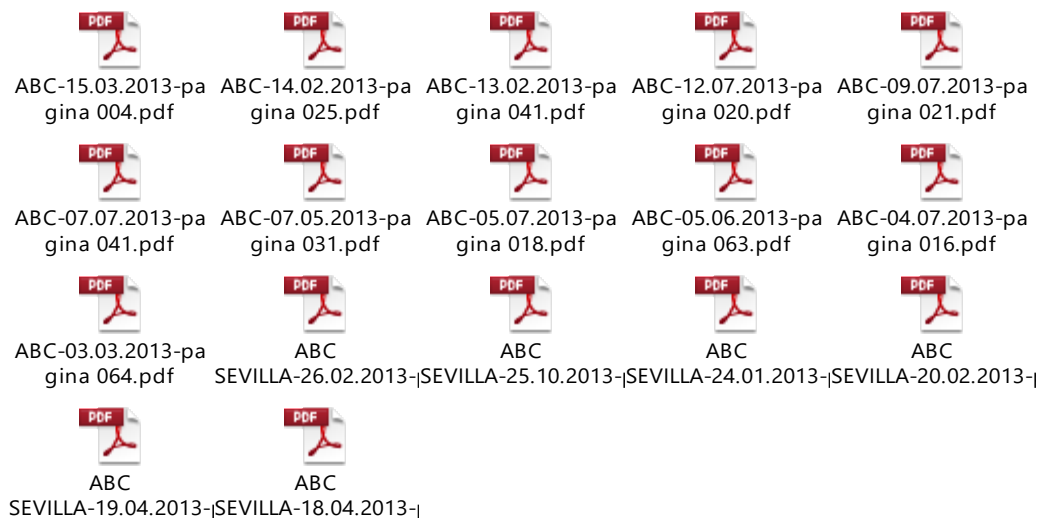 PDF PDF PDF PDF PDF
ABC-15.03.2013-pa ABC-14.02.2013-pa ABC-13.02.2013-pa ABC-12.07.2013-pa ABC-09.07.2013-pa
gina 004.pdf gina 025.pdf gina 041.pdf gina 020.pdf gina 021.pdf
PDF PDF PDF PDF PDF
ABC-07.07.2013-pa ABC-07.05.2013-pa ABC-05.07.2013-pa ABC-05.06.2013-pa ABC-04.07.2013-pa
gina 041.pdf gina 031.pdf gina 018.pdf gina 063.pdf gina 016.pdf
PDF PDF PDF PDF PDF
ABC-03.03.2013-pa ABC ABC ABC ABC
gina 064.pdf SEVILLA-26.02.2013- SEVILLA-25.10.2013- SEVILLA-24.01.2013- SEVILLA-20.02.2013-
PDF PDF
ABC ABC
SEVILLA-19.04.2013- SEVILLA-18.04.2013-